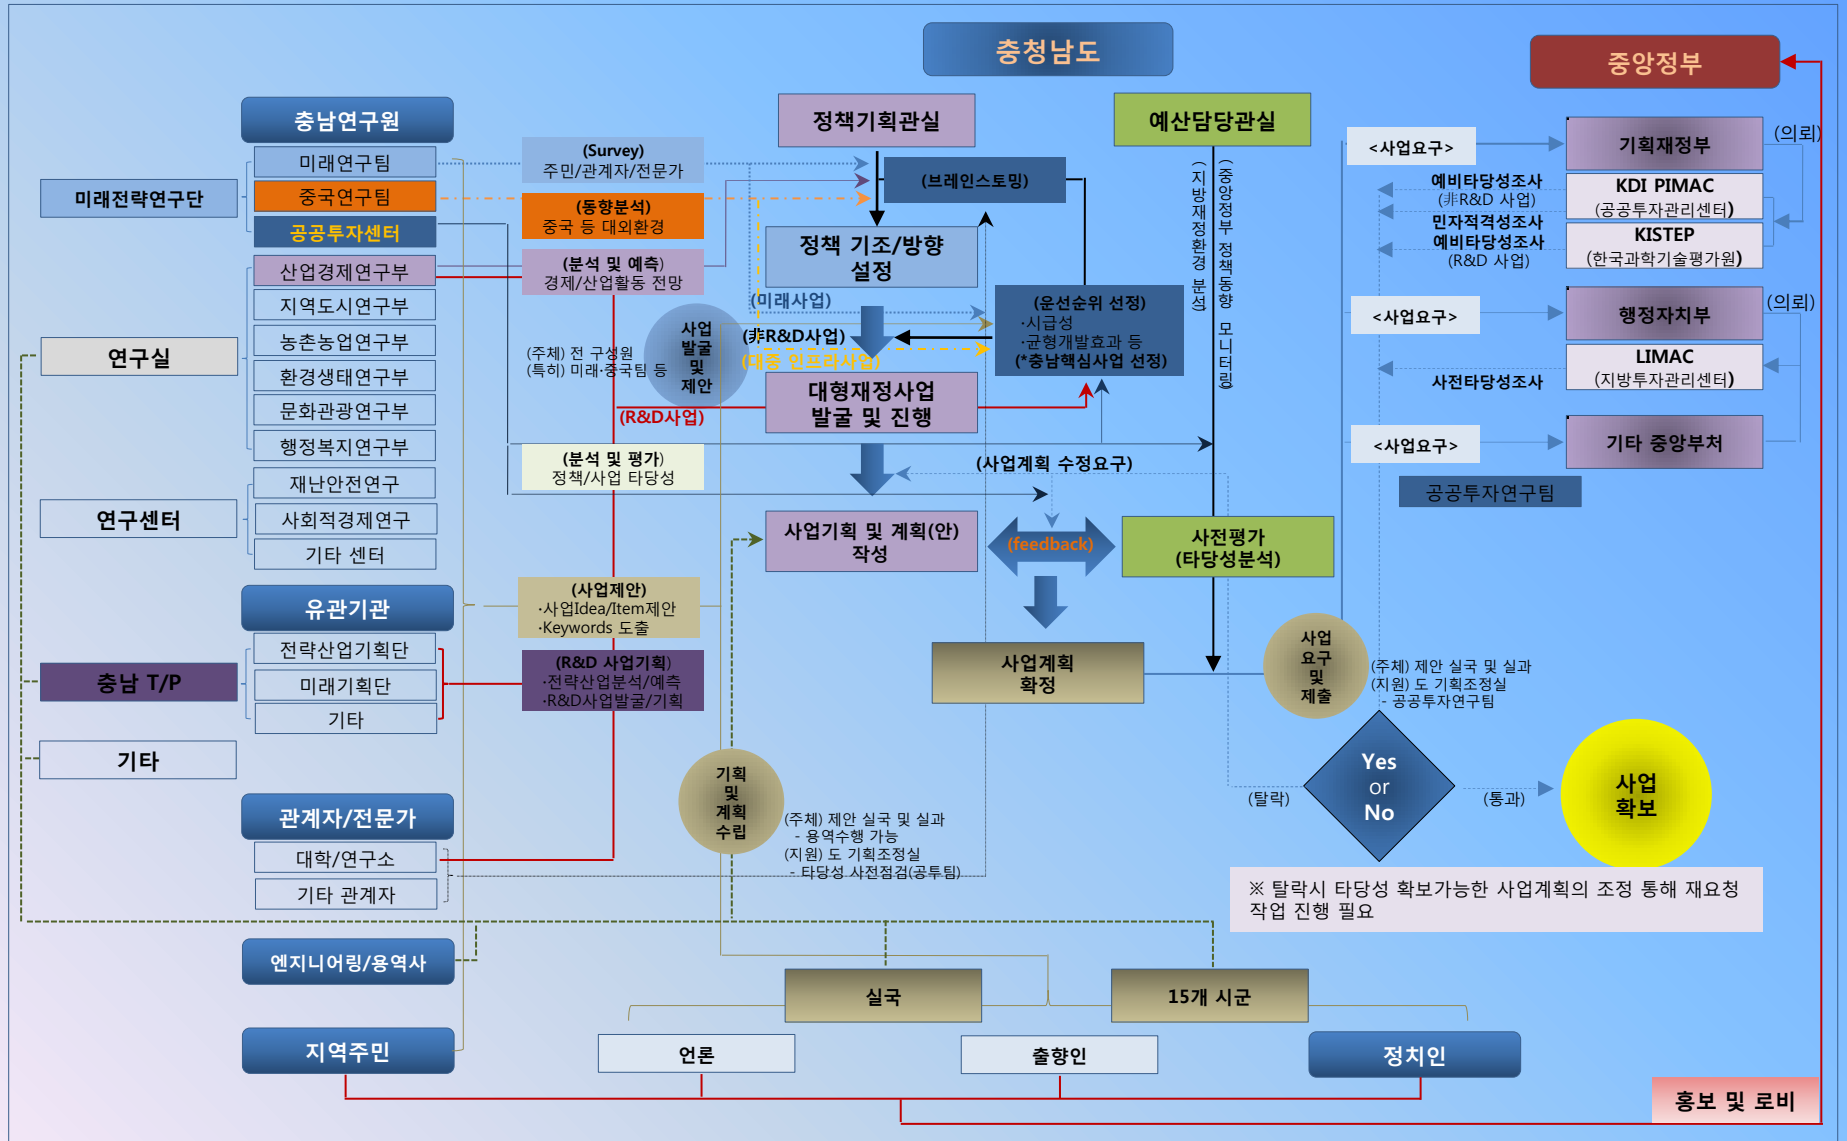 충청남도
중앙정부
충남연구원
미래연구팀
중국연구팀
공공투자센터
미래전략연구단
산업경제연구부
지역도시연구부
농촌농업연구부
환경생태연구부
문화관광연구부
행정복지연구부
연구실
재난안전연구
사회적경제연구
기타 센터
연구센터
유관기관
전략산업기획단
미래기획단
기타
충남 T/P
기타
관계자/전문가
대학/연구소
기타 관계자
엔지니어링/용역사
지역주민
(Survey)
주민/관계자/전문가
(동향분석)
중국 등 대외환경
(분석 및 예측)
경제/산업활동 전망
사업
발굴
및
제안
(주체) 전 구성원
(특히) 미래·중국팀 등
(R&D사업)
(분석 및 평가)
정책/사업 타당성
(사업제안)
·사업Idea/Item제안
·Keywords 도출
(R&D 사업기획)
·전략산업분석/예측
·R&D사업발굴/기획
기획
및
계획
수립
(주체) 제안 실국 및 실과
- 용역수행 가능
(지원) 도 기획조정실
- 타당성 사전점검(공투팀)
정책기획관실
(브레인스토밍)
정책 기조/방향
설정
(미래사업)
(非R&D사업)
(대중 인프라사업)
(운선순위 선정)
·시급성
·균형개발효과 등
(*충남핵심사업 선정)
대형재정사업
발굴 및 진행
(사업계획 수정요구)
사업기획 및 계획(안)
작성
(feedback)
사업계획
확정
예산담당관실
(지방재정환경 분석)
(중앙정부 정책동향 모니터링)
사전평가
(타당성분석)
사업
요구
및
제출
(주체) 제안 실국 및 실과
(지원) 도 기획조정실
- 공공투자연구팀
<사업요구>
기획재정부
(의뢰)
예비타당성조사
(非R&D 사업)
민자적격성조사
예비타당성조사
(R&D 사업)
KDI PIMAC
(공공투자관리센터)
KISTEP
(한국과학기술평가원)
<사업요구>
행정자치부
(의뢰)
LIMAC
(지방투자관리센터)
사전타당성조사
<사업요구>
기타 중앙부처
공공투자연구팀
Yes
or
No
(탈락)
(통과)
사업
확보
※ 탈락시 타당성 확보가능한 사업계획의 조정 통해 재요청
작업 진행 필요
실국
15개 시군
언론
출향인
정치인
홍보 및 로비